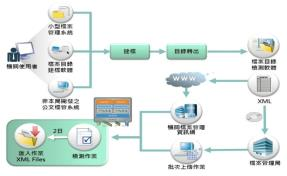 小型檔案
管理系統
機關使用者
檔案目錄
建檔軟體
非本局開發之
公文檔管系統
建檔
目錄轉出
檔案目錄
檢測軟體
WWW
XML
機關檔案管理
資訊網
批次上傳作業
檔案管理局
2日
匯入作業
XML Files
檢測作業